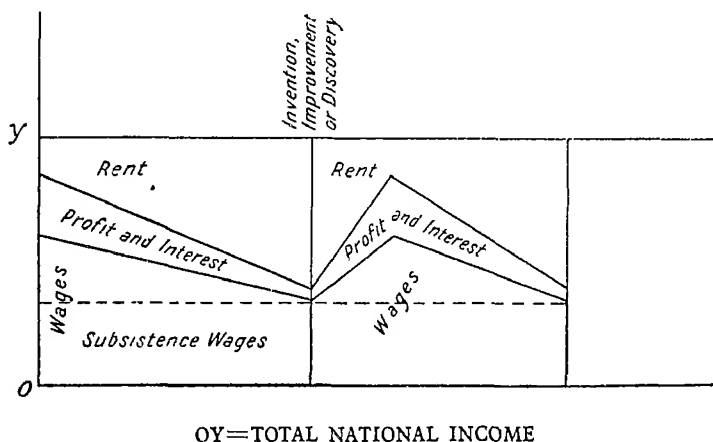 Invention,
Improvement
or Discovery
Y
Rent
Rent
Profit and Interest
Profit and Interest
Wages
Wages
Subsistence Wages
O
OY=TOTAL NATIONAL INCOME